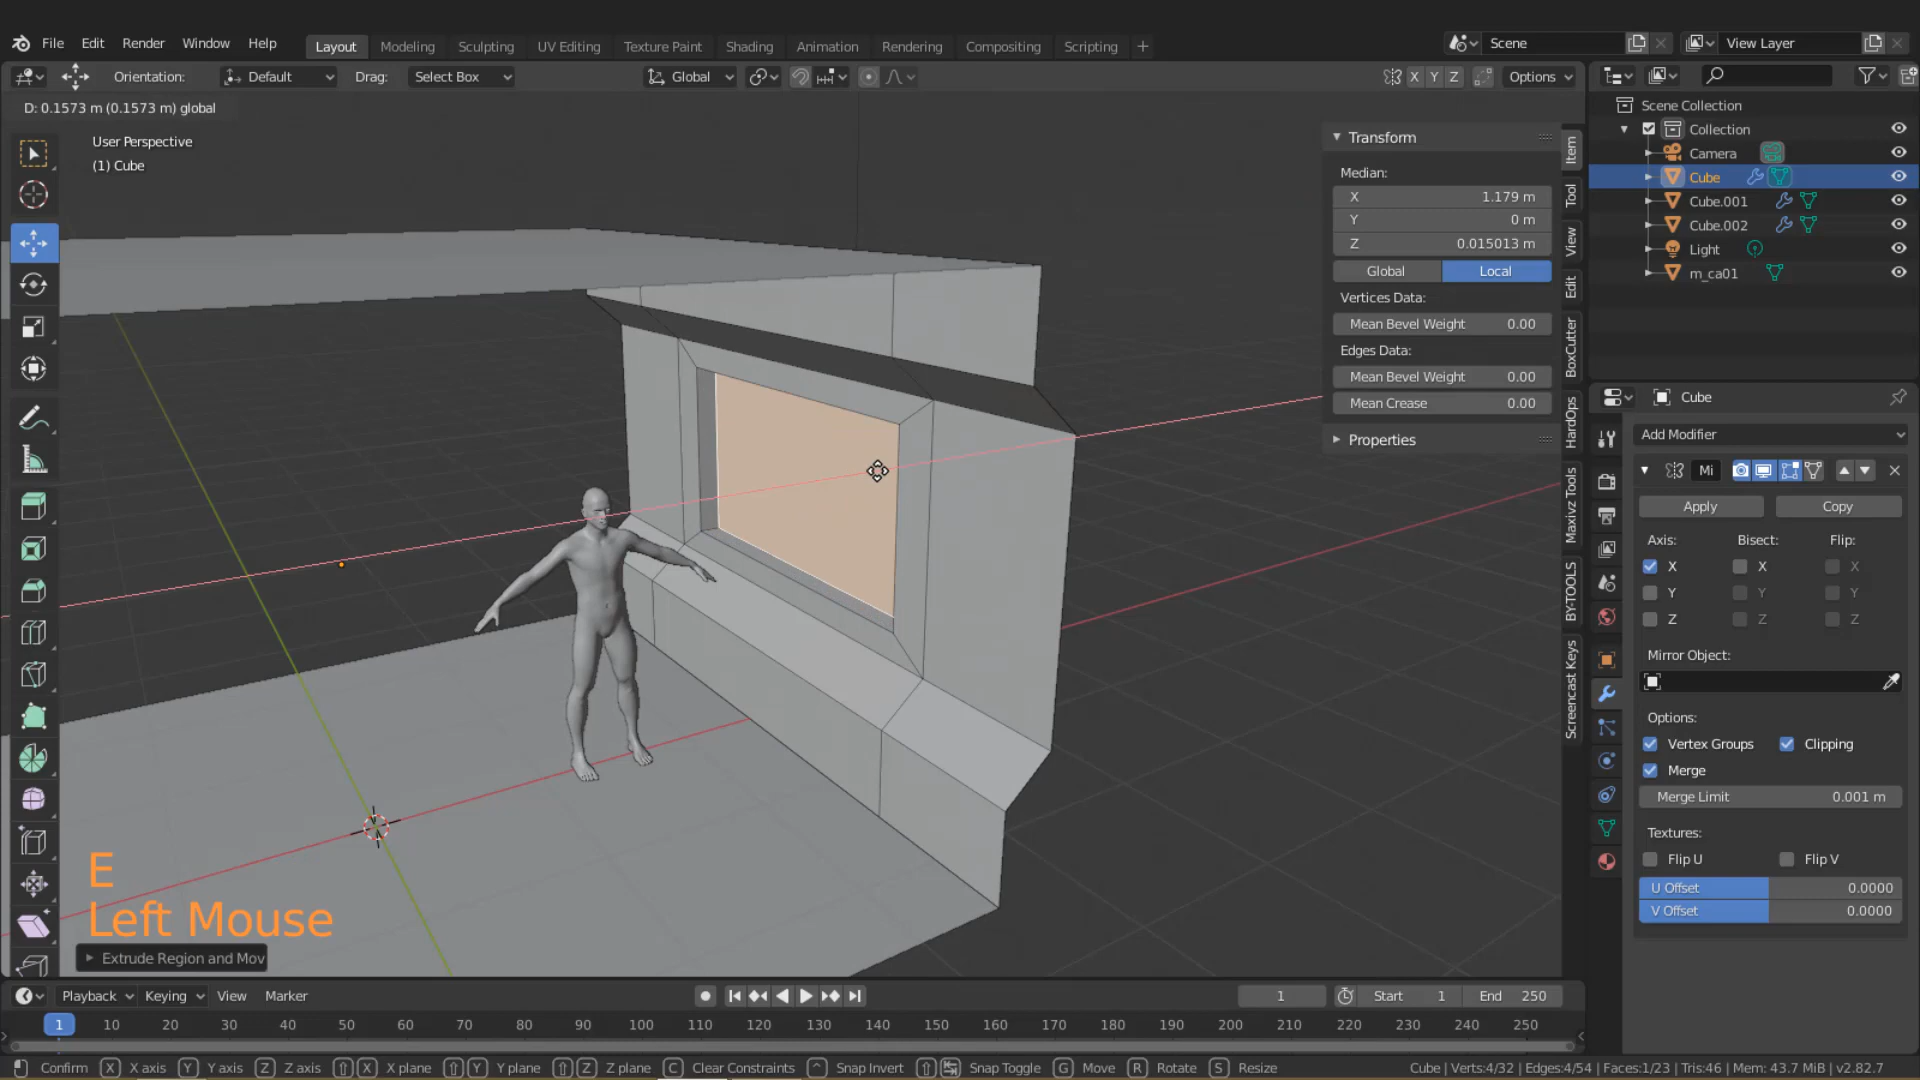 File Edit Render Window Help Layout Modeling Sculpting UV Editing Texture Paint Shading Animation Rendering Compositing Scripting + Scene View Layer
Orientation: Default Drag: Select Box Global X Y Z Options
D: 0.1573 m (0.1573 m) global
User Perspective
(1) Cube
Transform
Median:
X 1.179 m
Y 0 m
Z 0.015013 m
Global Local
Vertices Data:
Mean Bevel Weight 0.00
Edges Data:
Mean Bevel Weight 0.00
Mean Crease 0.00
Properties
Item
Tool
View
Edit
BoxCutter
HardOps
Maxivz Tools
BY-TOOLS
Screencast Keys
Scene Collection
Collection
Camera
Cube
Cube.001
Cube.002
Light
m_ca01
Cube
Add Modifier
Mi
Apply Copy
Axis: Bisect: Flip:
X X X
Y Y Y
Z Z Z
Mirror Object:
Options:
Vertex Groups Clipping
Merge
Merge Limit 0.001 m
Textures:
Flip U Flip V
U Offset 0.0000
V Offset 0.0000
E
Left Mouse
Extrude Region and Mov
Playback Keying View Marker 1 Start 1 End 250
1 10 20 30 40 50 60 70 80 90 100 110 120 130 140 150 160 170 180 190 200 210 220 230 240 250
Confirm X X axis Y Y axis Z Z axis X X plane Y Y plane Z Z plane C Clear Constraints ^ Snap Invert Snap Toggle G Move R Rotate S Resize Cube | Verts:4/32 | Edges:4/54 | Faces:1/23 | Tris:46 | Mem: 43.7 MiB | v2.82.7